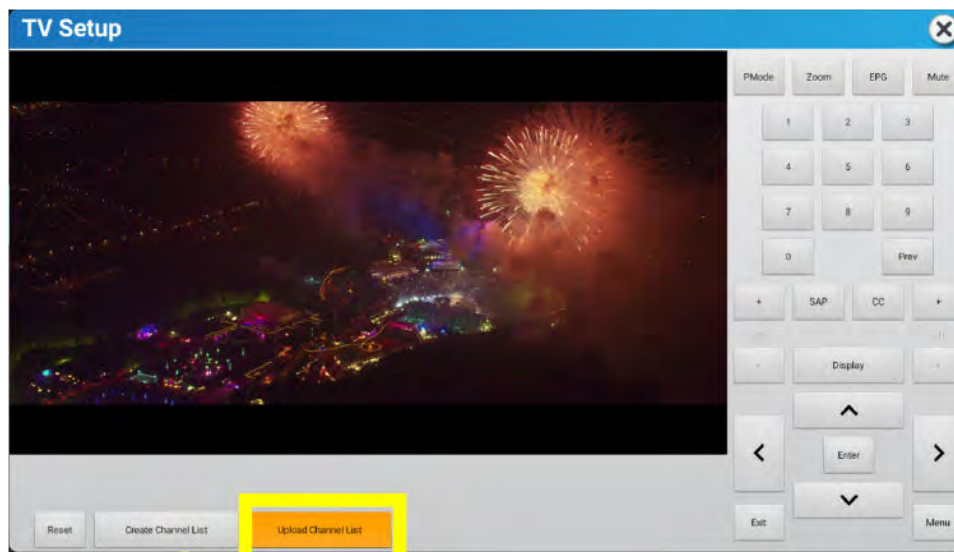 TV Setup
PMode Zoom EPG Mute
1 2 3
4 5 6
7 8 9
0 Prev
+ SAP CC +
- Display -
Enter
Exit Menu
Reset Create Channel List Upload Channel List